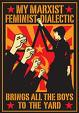 MY MARXIST
FEMINIST DIALECTIC
BRINGS ALL THE BOYS
TO THE YARD